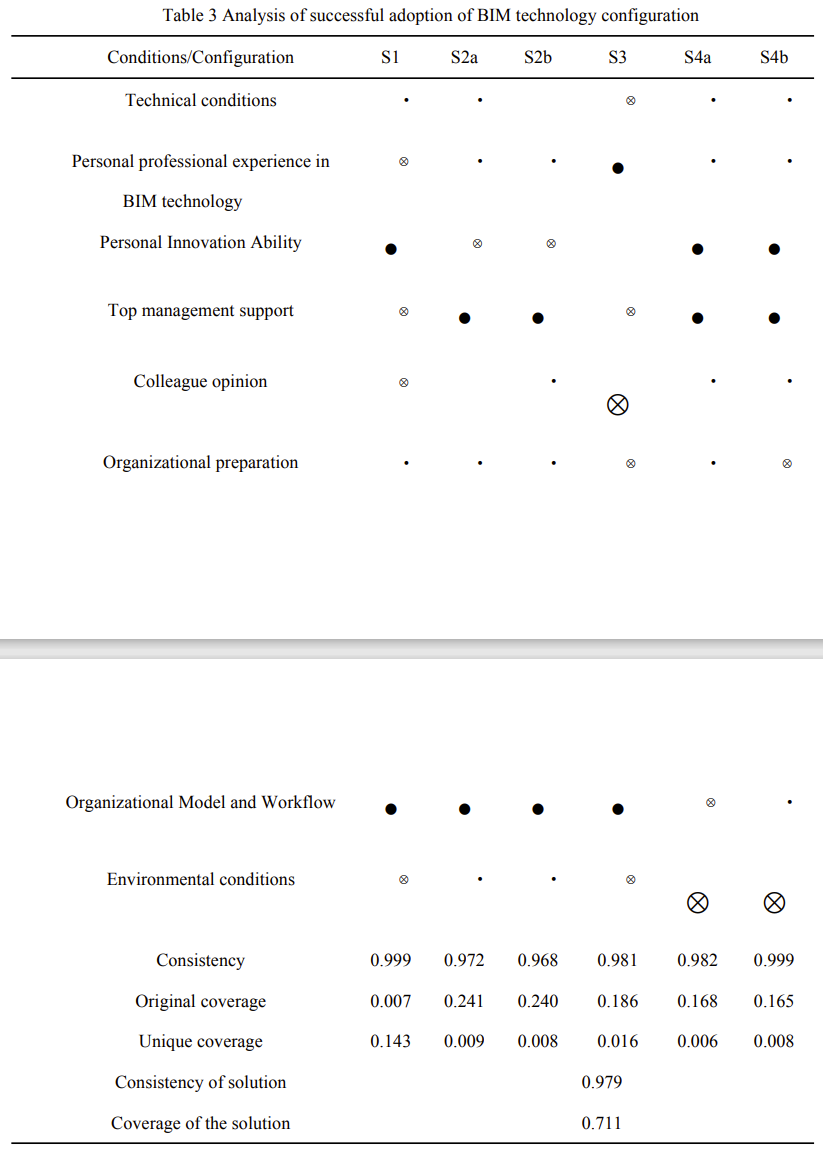 Table 3 Analysis of successful adoption of BIM technology configuration
Conditions/Configuration S1 S2a S2b S3 S4a S4b
Technical conditions • • ⊗ • •
Personal professional experience in ⊗ • • ● • •
BIM technology
Personal Innovation Ability ● ⊗ ⊗ ● ●
Top management support ⊗ ● ● ⊗ ● ●
Colleague opinion ⊗ • ⊗ • •
Organizational preparation • • • ⊗ • ⊗
Organizational Model and Workflow ● ● ● ● ⊗ •
Environmental conditions ⊗ • • ⊗ ⊗ ⊗
Consistency 0.999 0.972 0.968 0.981 0.982 0.999
Original coverage 0.007 0.241 0.240 0.186 0.168 0.165
Unique coverage 0.143 0.009 0.008 0.016 0.006 0.008
Consistency of solution 0.979
Coverage of the solution 0.711